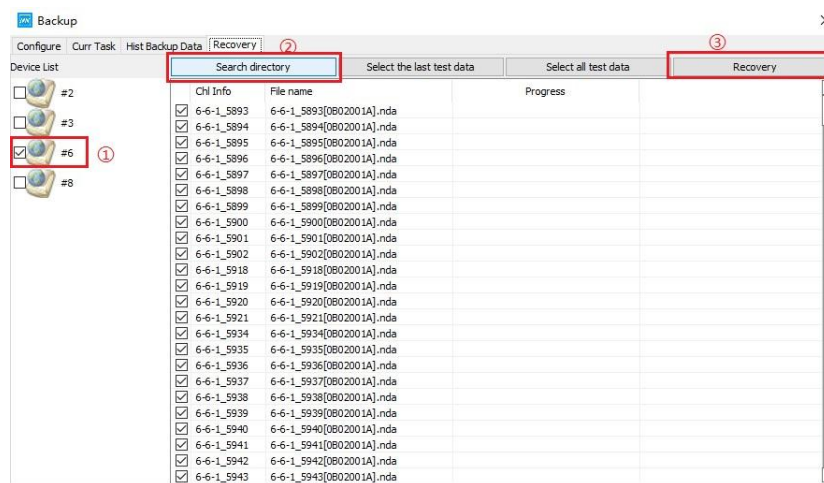 Backup
Configure Curr Task Hist Backup Data Recovery
② ③
Device List Search directory Select the last test data Select all test data Recovery
#2
#3
#6 ①
#8
Chl Info File name Progress
6-6-1_5893 6-6-1_5893[0B02001A].nda
6-6-1_5894 6-6-1_5894[0B02001A].nda
6-6-1_5895 6-6-1_5895[0B02001A].nda
6-6-1_5896 6-6-1_5896[0B02001A].nda
6-6-1_5897 6-6-1_5897[0B02001A].nda
6-6-1_5898 6-6-1_5898[0B02001A].nda
6-6-1_5899 6-6-1_5899[0B02001A].nda
6-6-1_5900 6-6-1_5900[0B02001A].nda
6-6-1_5901 6-6-1_5901[0B02001A].nda
6-6-1_5902 6-6-1_5902[0B02001A].nda
6-6-1_5918 6-6-1_5918[0B02001A].nda
6-6-1_5919 6-6-1_5919[0B02001A].nda
6-6-1_5920 6-6-1_5920[0B02001A].nda
6-6-1_5921 6-6-1_5921[0B02001A].nda
6-6-1_5934 6-6-1_5934[0B02001A].nda
6-6-1_5935 6-6-1_5935[0B02001A].nda
6-6-1_5936 6-6-1_5936[0B02001A].nda
6-6-1_5937 6-6-1_5937[0B02001A].nda
6-6-1_5938 6-6-1_5938[0B02001A].nda
6-6-1_5939 6-6-1_5939[0B02001A].nda
6-6-1_5940 6-6-1_5940[0B02001A].nda
6-6-1_5941 6-6-1_5941[0B02001A].nda
6-6-1_5942 6-6-1_5942[0B02001A].nda
6-6-1_5943 6-6-1_5943[0B02001A].nda